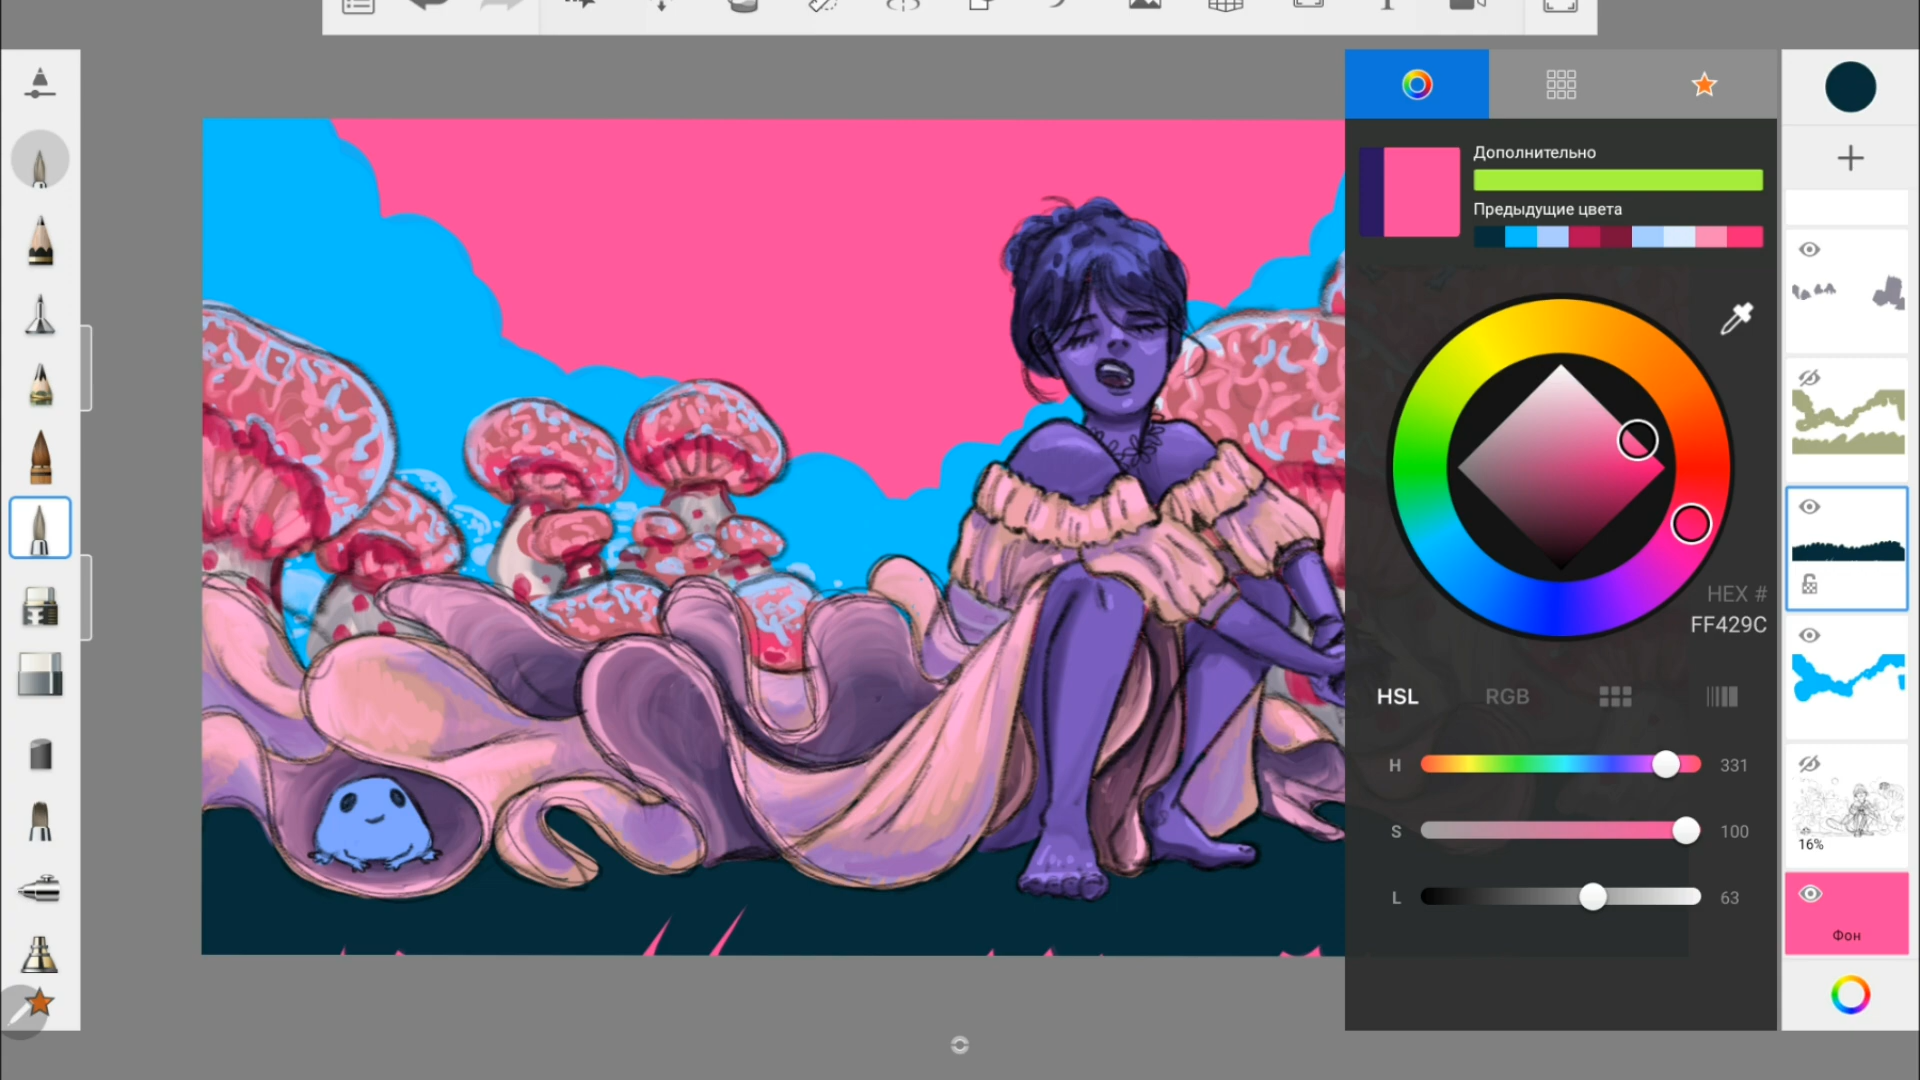 Дополнительно
Предыдущие цвета
HEX #
FF429C
HSL
RGB
H
331
S
100
L
63
16%
Фон